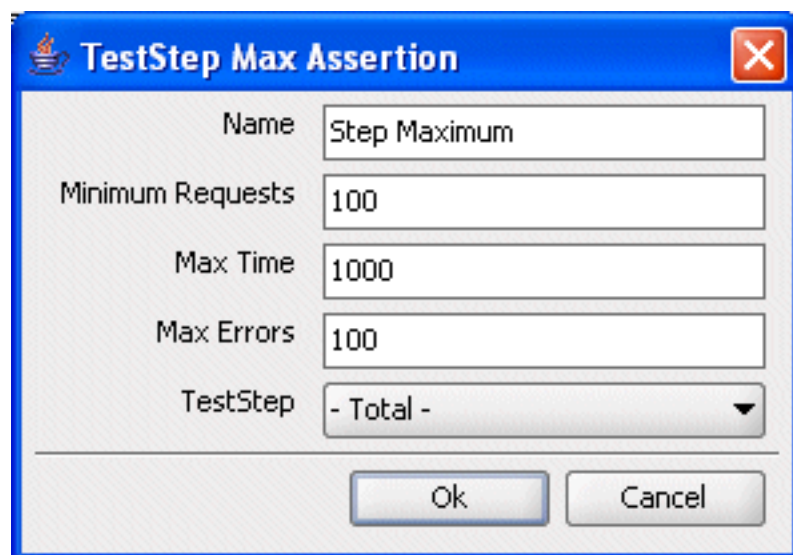 TestStep Max Assertion
Name Step Maximum
Minimum Requests 100
Max Time 1000
Max Errors 100
TestStep - Total -
Ok Cancel